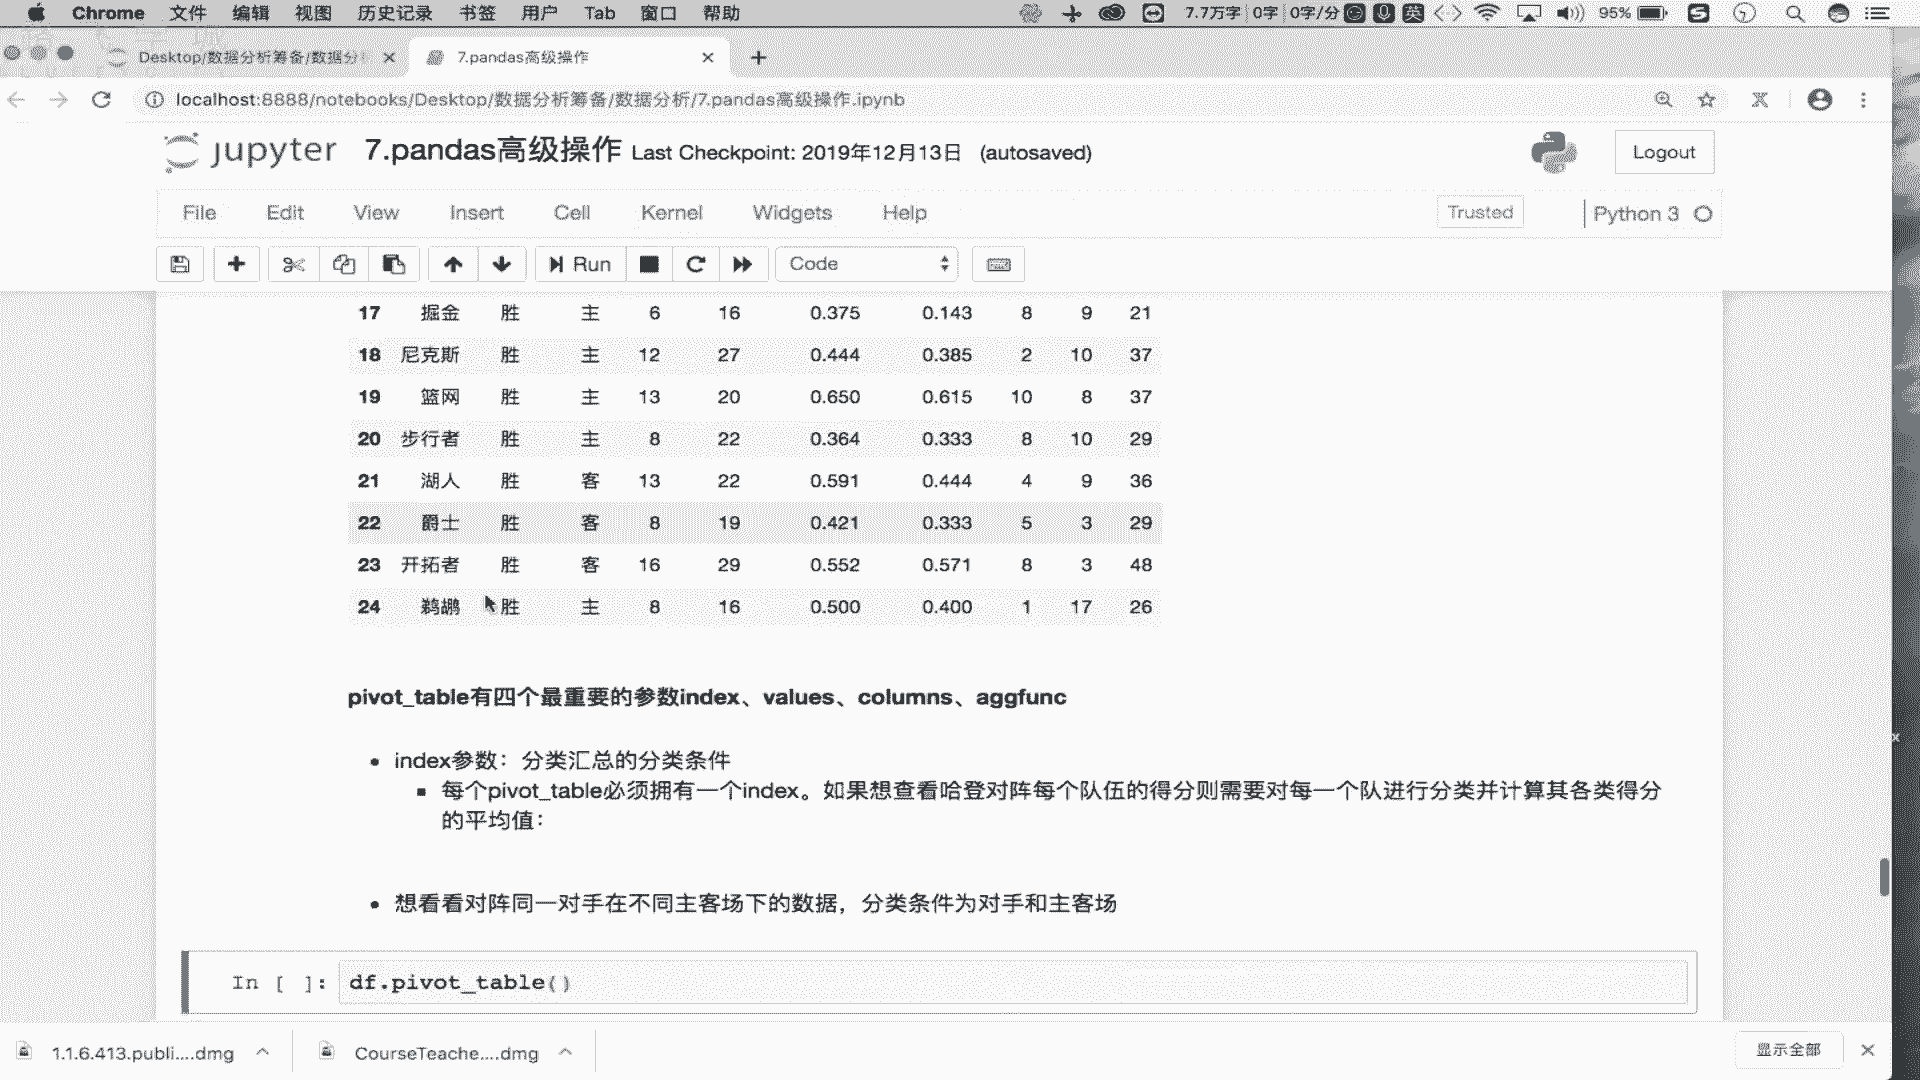 Chrome 文件 编辑 视图 历史记录 书签 用户 Tab 窗口 帮助 7.7万字 0字 0字/分 英 95%
Desktop/数据分析筹备/数据分 7.pandas高级操作
localhost:8888/notebooks/Desktop/数据分析筹备/数据分析/7.pandas高级操作.ipynb
jupyter 7.pandas高级操作 Last Checkpoint: 2019年12月13日 (autosaved) Logout
File Edit View Insert Cell Kernel Widgets Help Trusted Python 3
Run Code
17 掘金 胜 主 6 16 0.375 0.143 8 9 21
18 尼克斯 胜 主 12 27 0.444 0.385 2 10 37
19 篮网 胜 主 13 20 0.650 0.615 10 8 37
20 步行者 胜 主 8 22 0.364 0.333 8 10 29
21 湖人 胜 客 13 22 0.591 0.444 4 9 36
22 爵士 胜 客 8 19 0.421 0.333 5 3 29
23 开拓者 胜 客 16 29 0.552 0.571 8 3 48
24 鹈鹕 胜 主 8 16 0.500 0.400 1 17 26
pivot_table有四个最重要的参数index、values、columns、aggfunc
index参数：分类汇总的分类条件
每个pivot_table必须拥有一个index。如果想查看哈登对阵每个队伍的得分则需要对每一个队进行分类并计算其各类得分
的平均值：
想看看对阵同一对手在不同主客场下的数据，分类条件为对手和主客场
In [ ]: df.pivot_table()
1.1.6.413.publi....dmg CourseTeache....dmg 显示全部